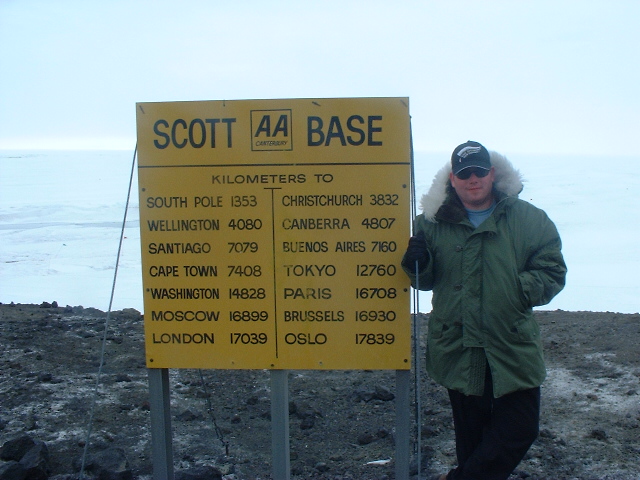 SCOTT AA BASE
CANTERBURY
KILOMETERS TO
SOUTH POLE 1353
WELLINGTON 4080
SANTIAGO 7079
CAPE TOWN 7408
WASHINGTON 14828
MOSCOW 16899
LONDON 17039
CHRISTCHURCH 3832
CANBERRA 4807
BUENOS AIRES 7160
TOKYO 12760
PARIS 16708
BRUSSELS 16930
OSLO 17839